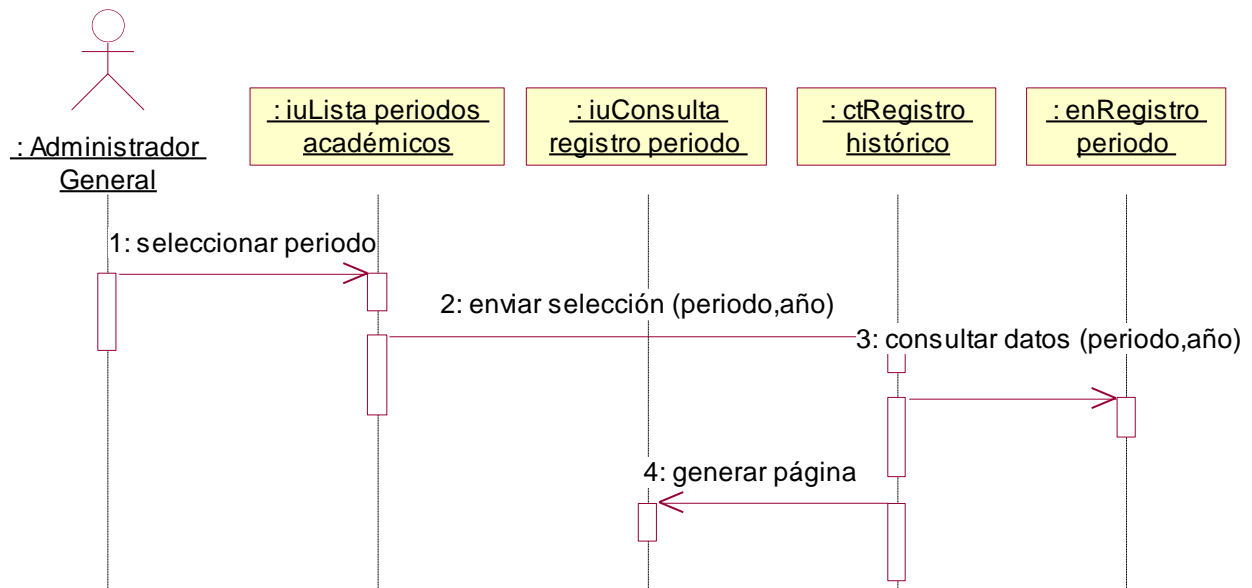 : Administrador
General
: iuLista periodos
académicos
: iuConsulta
registro periodo
: ctRegistro
histórico
: enRegistro
periodo
1: seleccionar periodo
2: enviar selección (periodo,año)
3: consultar datos (periodo,año)
4: generar página